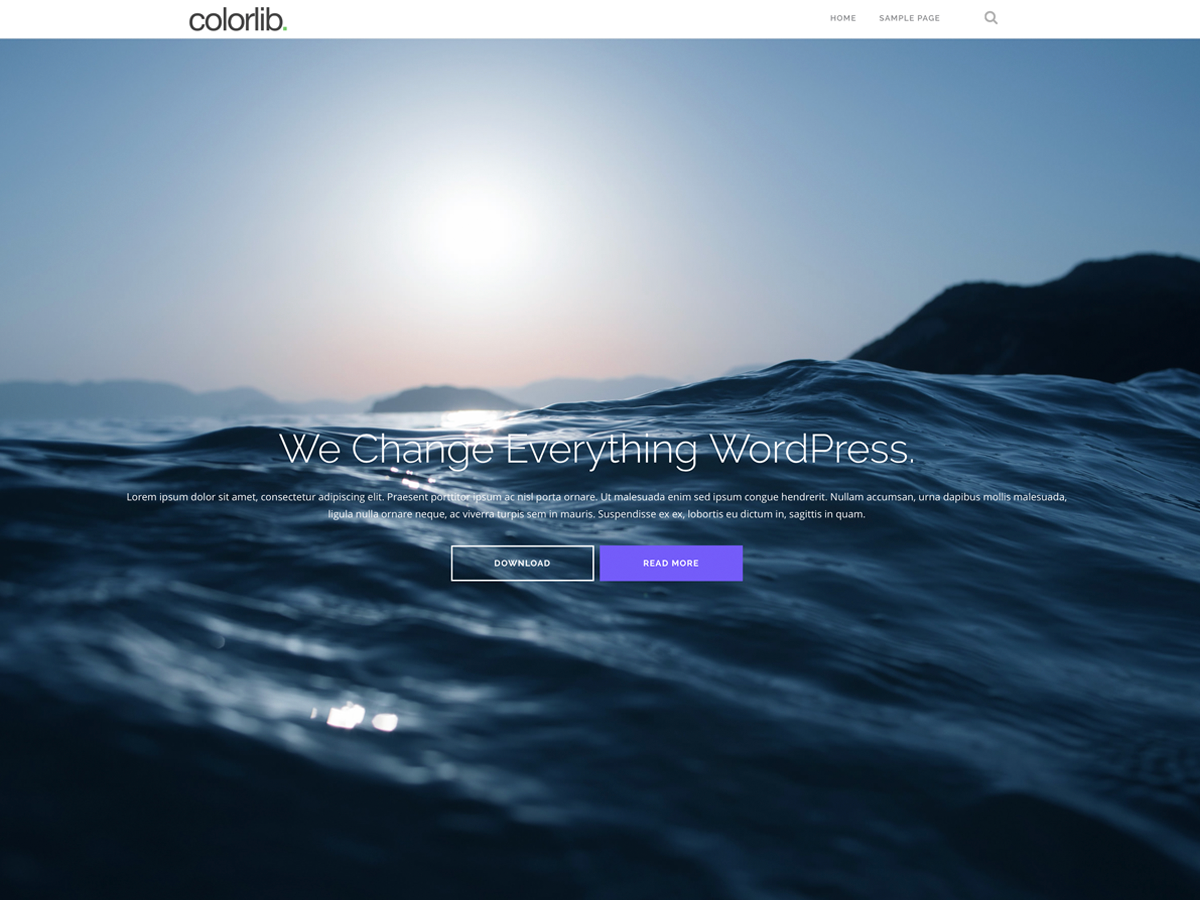 colorlib.
HOME
SAMPLE PAGE
We Change Everything WordPress.
Lorem ipsum dolor sit amet, consectetur adipiscing elit. Praesent porttitor ipsum ac nisl porta ornare. Ut malesuada enim sed ipsum congue hendrerit. Nullam accumsan, urna dapibus mollis malesuada,
ligula nulla ornare neque, ac viverra turpis sem in mauris. Suspendisse ex ex, lobortis eu dictum in, sagittis in quam.
DOWNLOAD
READ MORE